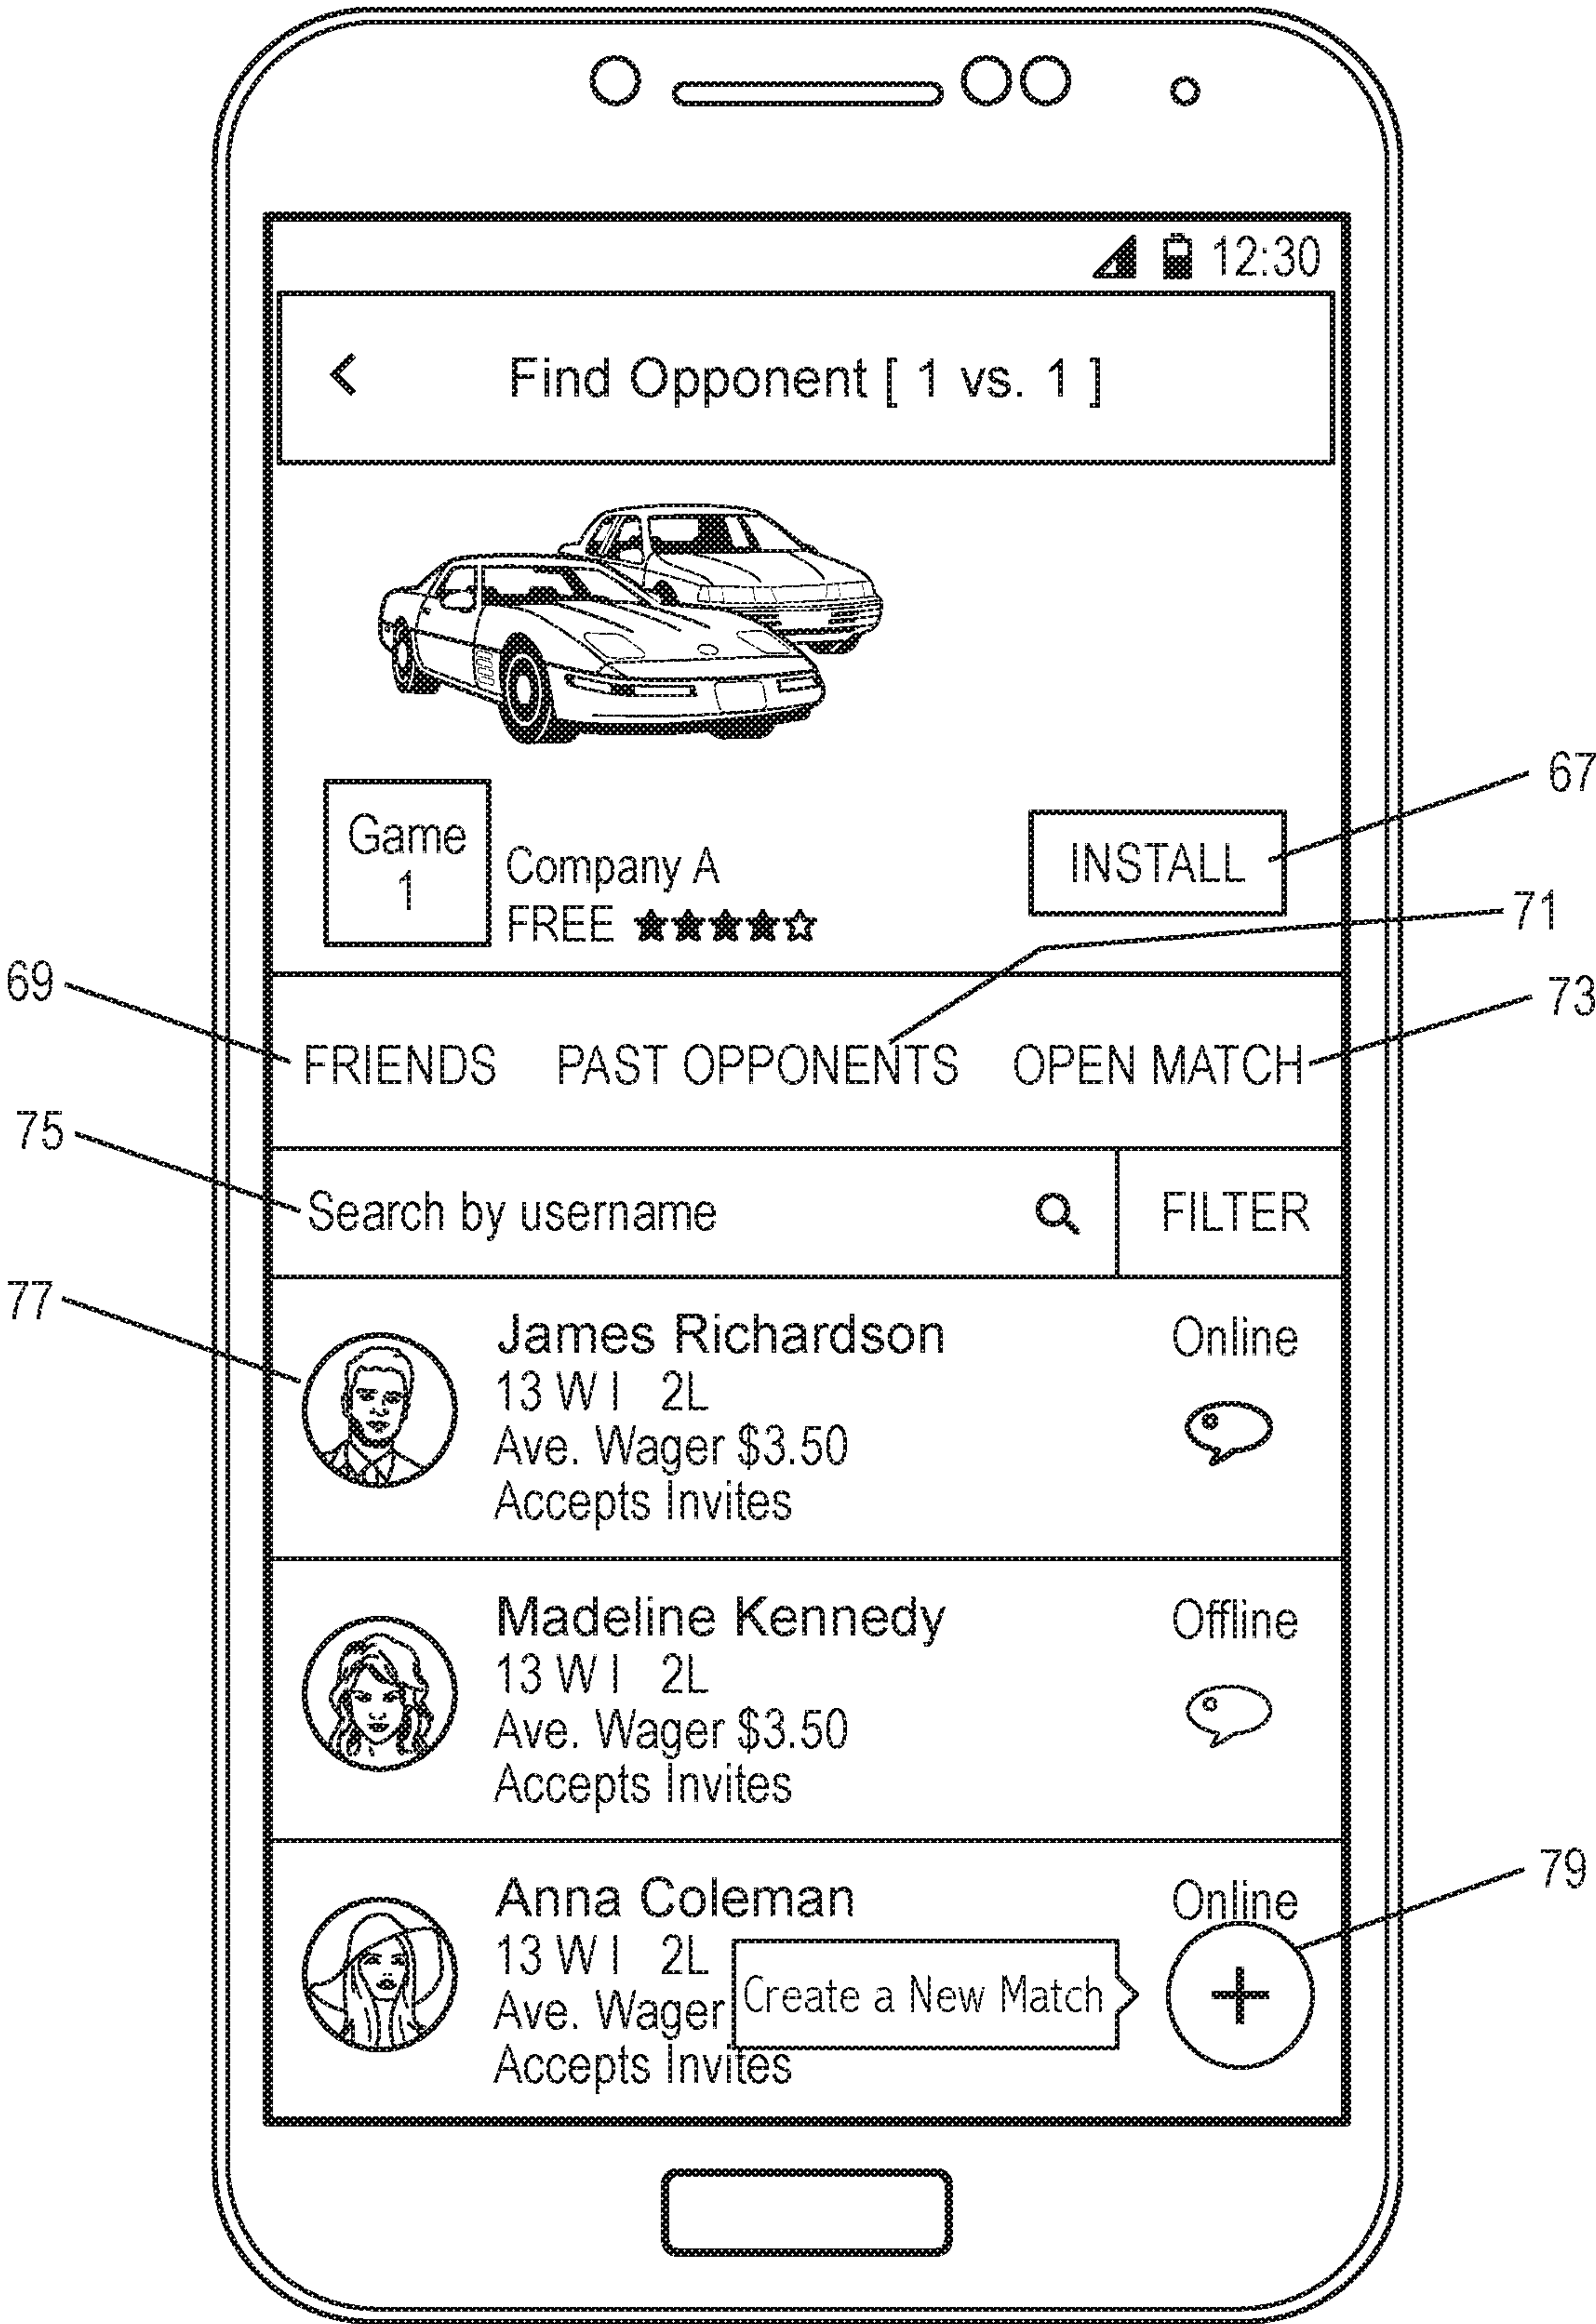 12:30
<
Find Opponent [ 1 vs. 1 ]
Game
1
Company A
FREE
INSTALL
67
71
69
73
FRIENDS PAST OPPONENTS OPEN MATCH
75
Search by username
FILTER
77
James Richardson
Online
13 W I 2L
Ave. Wager $3.50
Accepts Invites
Madeline Kennedy
Offline
13 W I 2L
Ave. Wager $3.50
Accepts Invites
79
Anna Coleman
Online
13 W I 2L
Ave. Wager
Create a New Match
+
Accepts Invites